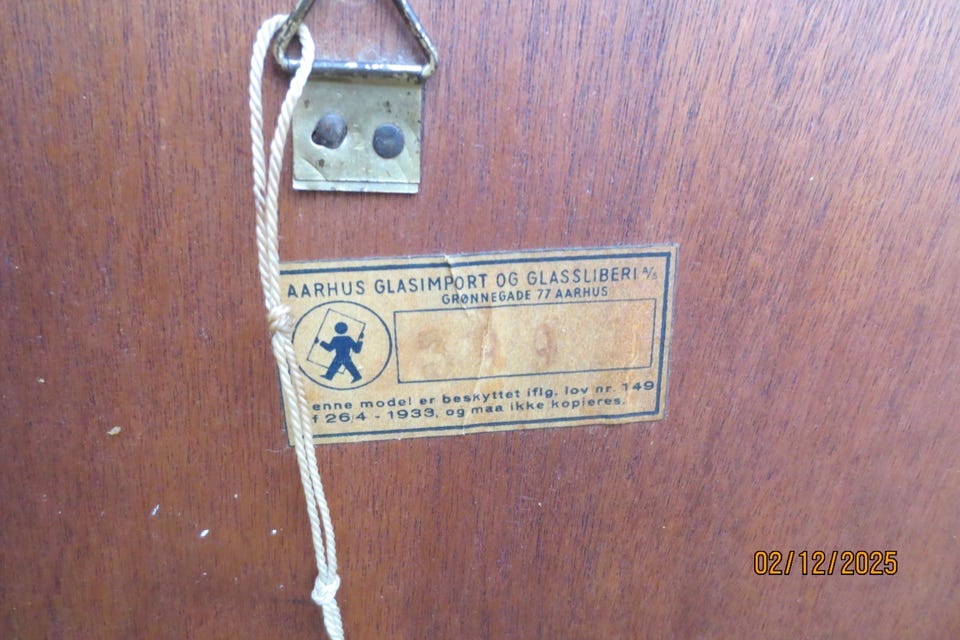 AARHUS GLASIMPORT OG GLASSLIBERI A/S
GRØNNEGADE 77 AARHUS
enne model er beskyttet iflg. lov nr. 149
f 26/4 - 1933, og maa ikke kopieres.
02/12/2025